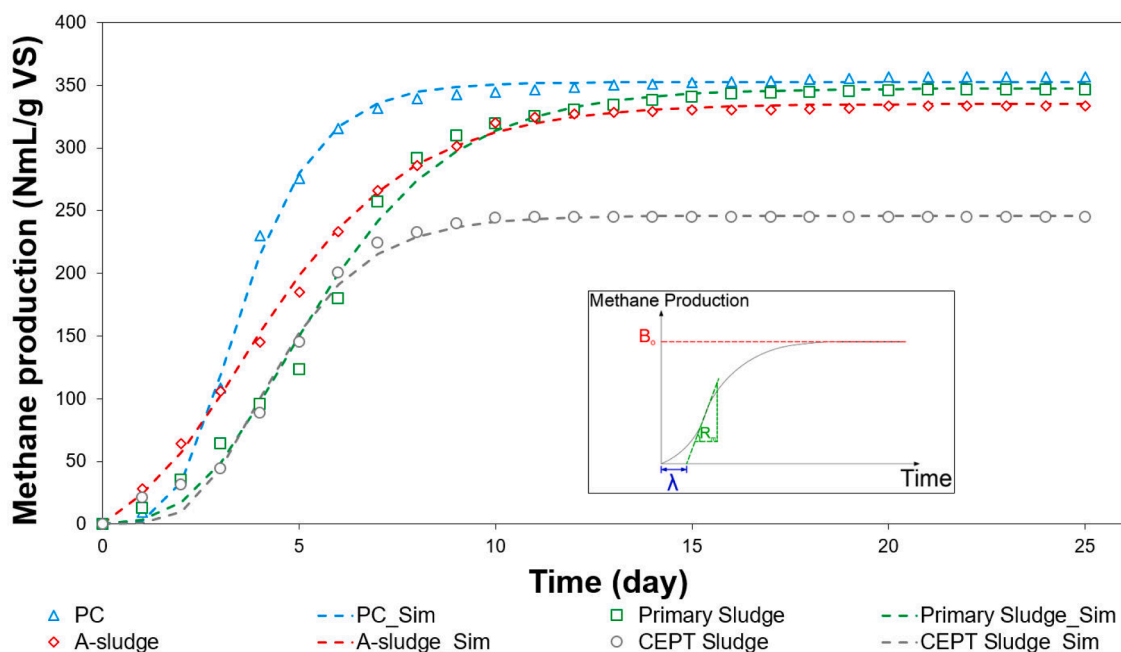 Methane production (NmL/g VS)
400
350
300
250
200
150
100
50
0
0 5 10 15 20 25
Time (day)
Methane Production
B₀
R
λ
Time
PC PC_Sim Primary Sludge Primary Sludge_Sim
A-sludge A-sludge_Sim CEPT Sludge CEPT Sludge_Sim